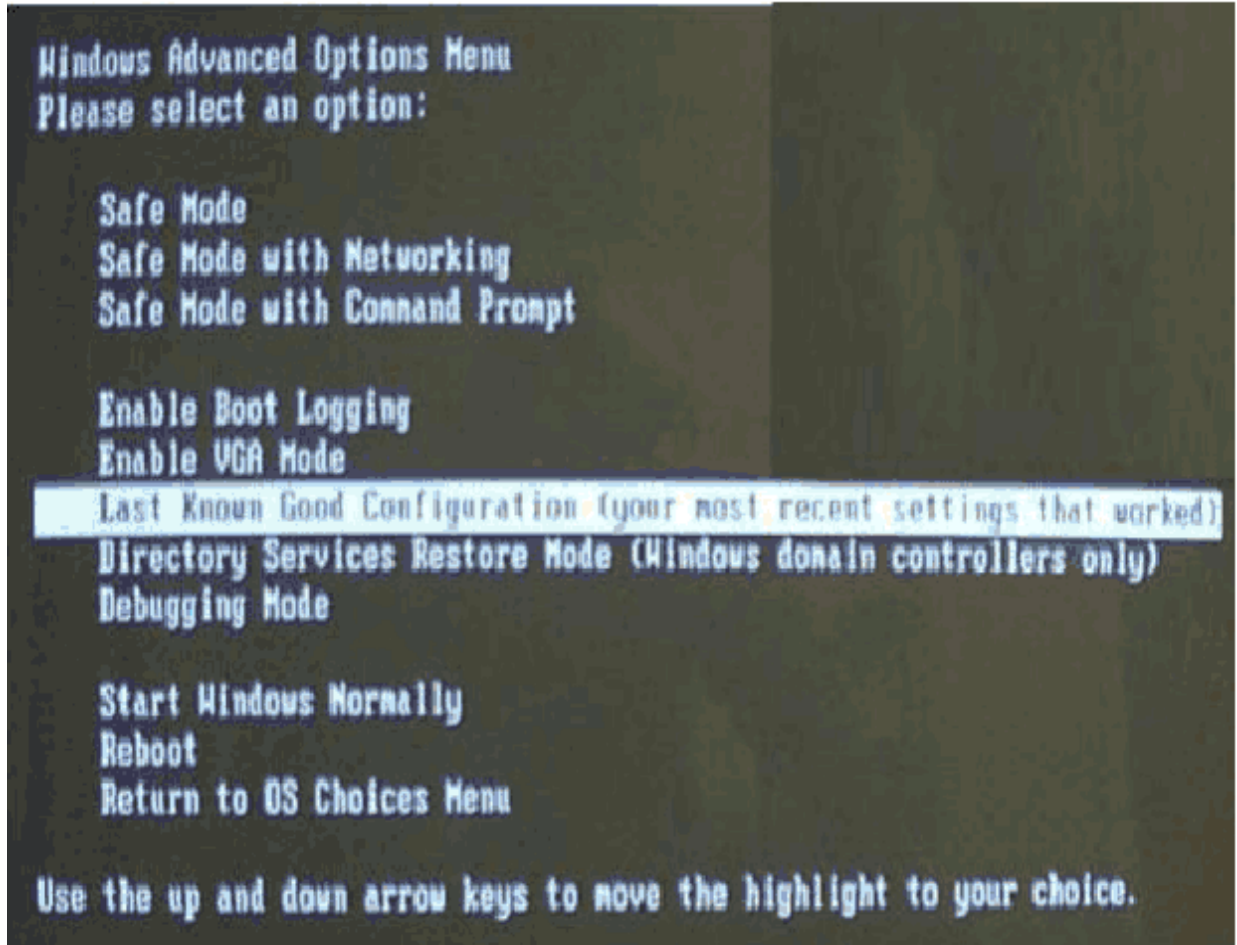 Windows Advanced Options Menu
Please select an option:
Safe Mode
Safe Mode with Networking
Safe Mode with Command Prompt
Enable Boot Logging
Enable VGA Mode
Last Known Good Configuration (your most recent settings that worked)
Directory Services Restore Mode (Windows domain controllers only)
Debugging Mode
Start Windows Normally
Reboot
Return to OS Choices Menu
Use the up and down arrow keys to move the highlight to your choice.